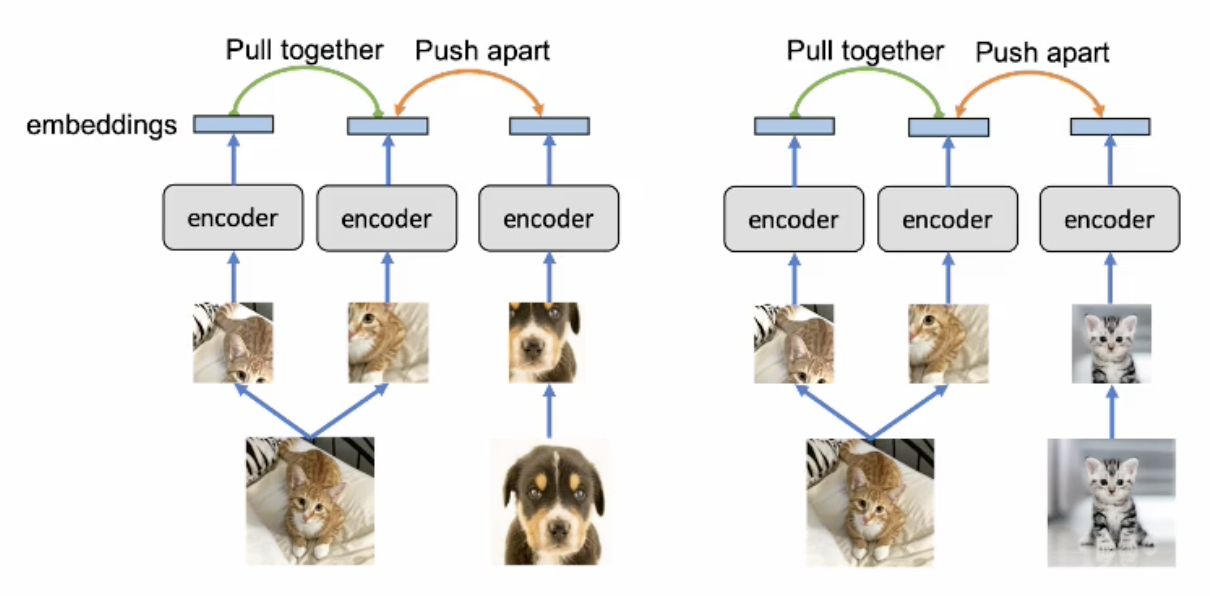 Pull together Push apart Pull together Push apart
embeddings
encoder encoder encoder encoder encoder encoder